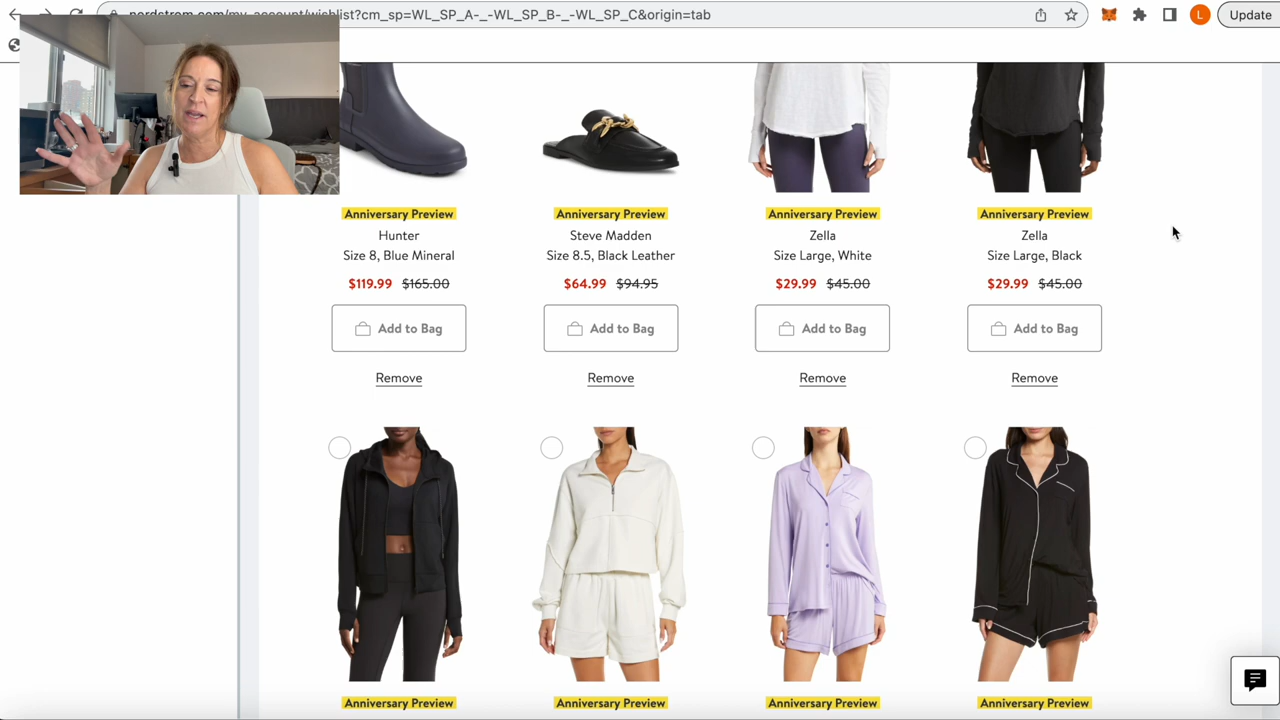 nordstrom.com/my_account/wishlist?cm_sp=WL_SP_A-_-WL_SP_B-_-WL_SP_C&origin=tab
L
Update
Anniversary Preview
Anniversary Preview
Anniversary Preview
Anniversary Preview
Hunter
Steve Madden
Zella
Zella
Size 8, Blue Mineral
Size 8.5, Black Leather
Size Large, White
Size Large, Black
$119.99 $165.00
$64.99 $94.95
$29.99 $45.00
$29.99 $45.00
Add to Bag
Add to Bag
Add to Bag
Add to Bag
Remove
Remove
Remove
Remove
Anniversary Preview
Anniversary Preview
Anniversary Preview
Anniversary Preview